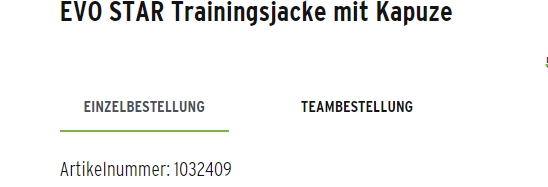 EVO STAR Trainingsjacke mit Kapuze
EINZELBESTELLUNG
TEAMBESTELLUNG
Artikelnummer: 1032409